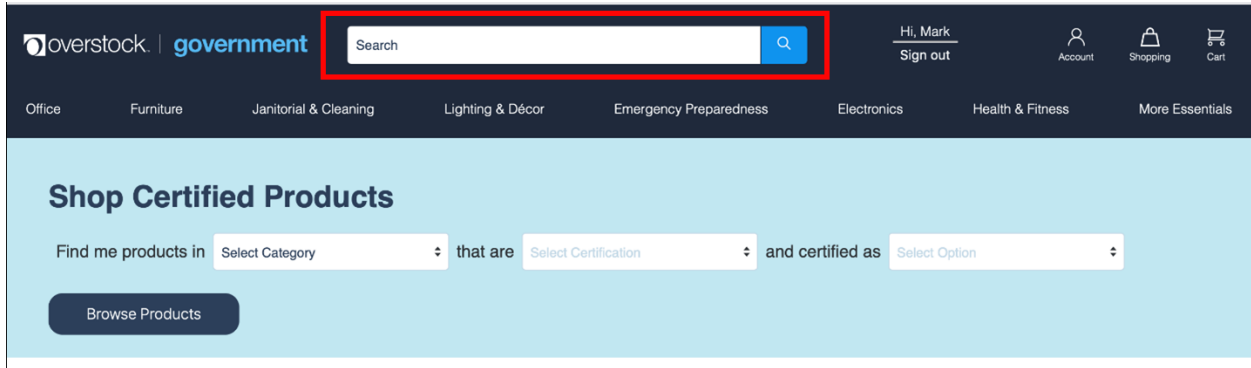 overstock. | government
Search
Hi, Mark
Sign out
Account
Shopping
Cart
Office Furniture Janitorial & Cleaning Lighting & Décor Emergency Preparedness Electronics Health & Fitness More Essentials
Shop Certified Products
Find me products in Select Category that are Select Certification and certified as Select Option
Browse Products